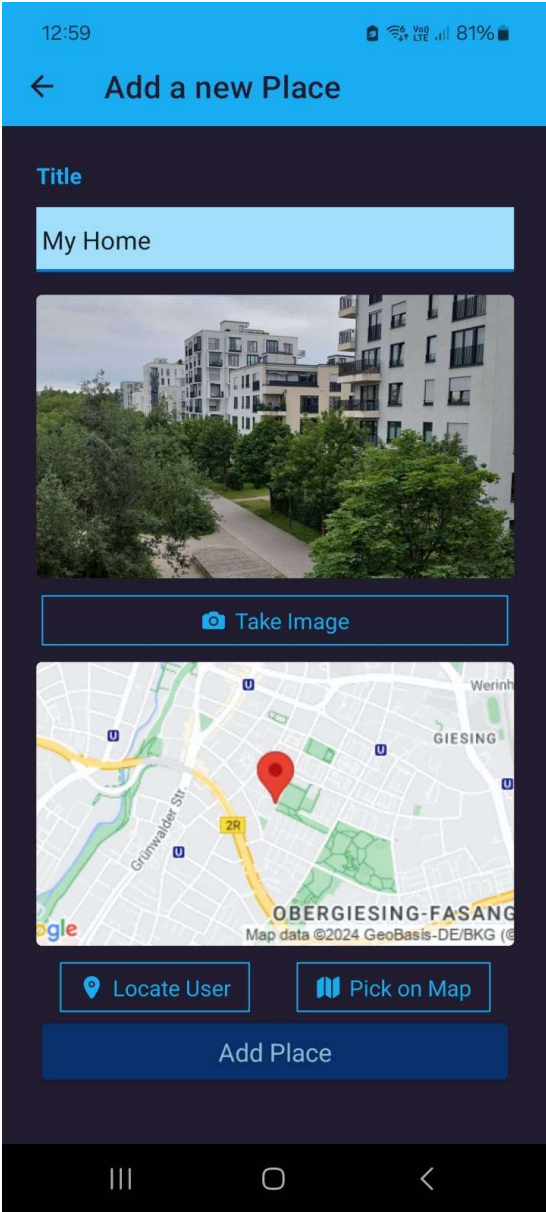 12:59
81%
Add a new Place
Title
My Home
Take Image
Werinh
GIESING
Grünwalder Str.
2R
OBERGIESING-FASANG
ogle
Map data ©2024 GeoBasis-DE/BKG (©
Locate User
Pick on Map
Add Place